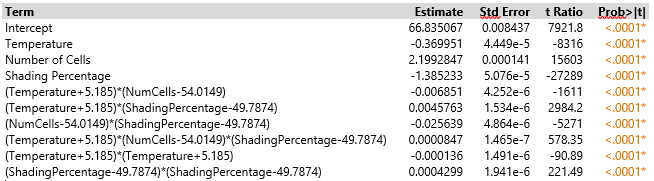 Term Estimate Std Error t Ratio Prob>|t|
Intercept 66.835067 0.008437 7921.8 <.0001*
Temperature -0.369951 4.449e-5 -8316 <.0001*
Number of Cells 2.1992847 0.000141 15603 <.0001*
Shading Percentage -1.385233 5.076e-5 -27289 <.0001*
(Temperature+5.185)*(NumCells-54.0149) -0.006851 4.252e-6 -1611 <.0001*
(Temperature+5.185)*(ShadingPercentage-49.7874) 0.0045763 1.534e-6 2984.2 <.0001*
(NumCells-54.0149)*(ShadingPercentage-49.7874) -0.025639 4.864e-6 -5271 <.0001*
(Temperature+5.185)*(NumCells-54.0149)*(ShadingPercentage-49.7874) 0.0000847 1.465e-7 578.35 <.0001*
(Temperature+5.185)*(Temperature+5.185) -0.000136 1.491e-6 -90.89 <.0001*
(ShadingPercentage-49.7874)*(ShadingPercentage-49.7874) 0.0004299 1.941e-6 221.49 <.0001*